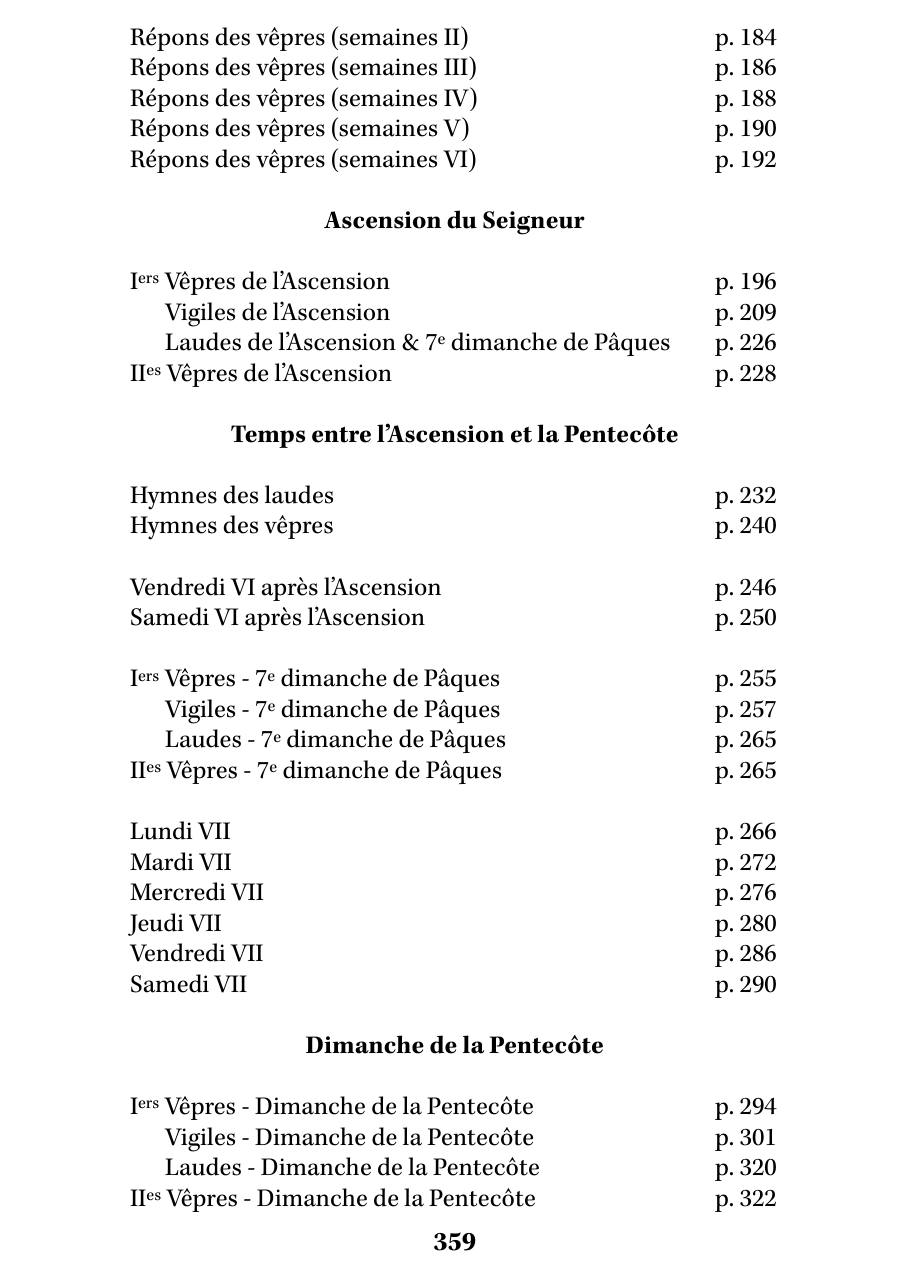 Répons des vêpres (semaines II) p. 184
Répons des vêpres (semaines III) p. 186
Répons des vêpres (semaines IV) p. 188
Répons des vêpres (semaines V) p. 190
Répons des vêpres (semaines VI) p. 192
Ascension du Seigneur
Iers Vêpres de l’Ascension p. 196
Vigiles de l’Ascension p. 209
Laudes de l’Ascension & 7e dimanche de Pâques p. 226
IIes Vêpres de l’Ascension p. 228
Temps entre l’Ascension et la Pentecôte
Hymnes des laudes p. 232
Hymnes des vêpres p. 240
Vendredi VI après l’Ascension p. 246
Samedi VI après l’Ascension p. 250
Iers Vêpres - 7e dimanche de Pâques p. 255
Vigiles - 7e dimanche de Pâques p. 257
Laudes - 7e dimanche de Pâques p. 265
IIes Vêpres - 7e dimanche de Pâques p. 265
Lundi VII p. 266
Mardi VII p. 272
Mercredi VII p. 276
Jeudi VII p. 280
Vendredi VII p. 286
Samedi VII p. 290
Dimanche de la Pentecôte
Iers Vêpres - Dimanche de la Pentecôte p. 294
Vigiles - Dimanche de la Pentecôte p. 301
Laudes - Dimanche de la Pentecôte p. 320
IIes Vêpres - Dimanche de la Pentecôte p. 322
359